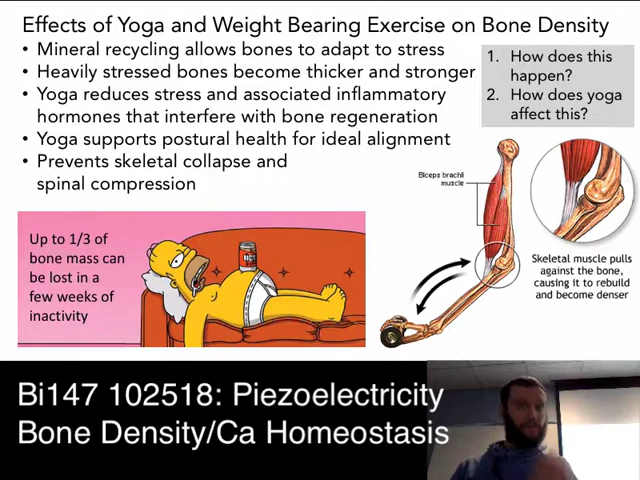 Effects of Yoga and Weight Bearing Exercise on Bone Density
• Mineral recycling allows bones to adapt to stress
• Heavily stressed bones become thicker and stronger
• Yoga reduces stress and associated inflammatory
hormones that interfere with bone regeneration
• Yoga supports postural health for ideal alignment
• Prevents skeletal collapse and
spinal compression
1. How does this
happen?
2. How does yoga
affect this?
Biceps brachii
muscle
Up to 1/3 of
bone mass can
be lost in a
few weeks of
inactivity
Skeletal muscle pulls
against the bone,
causing it to rebuild
and become denser
Bi147 102518: Piezoelectricity
Bone Density/Ca Homeostasis